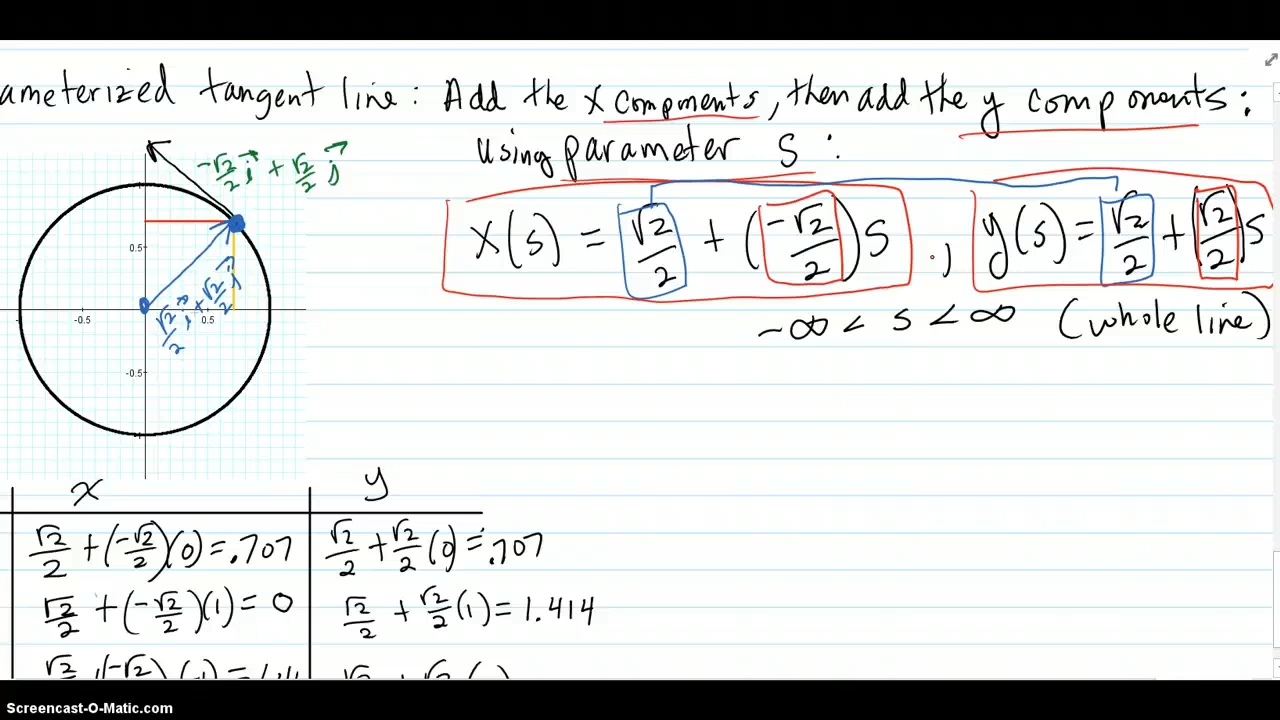 ameterized tangent line: Add the x components, then add the y components:
using parameter S:
-√2/2 i + √2/2 j
x(s) = √2/2 + (-√2/2)s , y(s) = √2/2 + (√2/2)s
-∞ < s < ∞ (whole line)
0.5
√2/2 i + √2/2 j
-0.5 0.5
-0.5
x y
√2/2 + (-√2/2)(0) = .707 √2/2 + √2/2 (0) = .707
√2/2 + (-√2/2)(1) = 0 √2/2 + √2/2 (1) = 1.414
Screencast-O-Matic.com